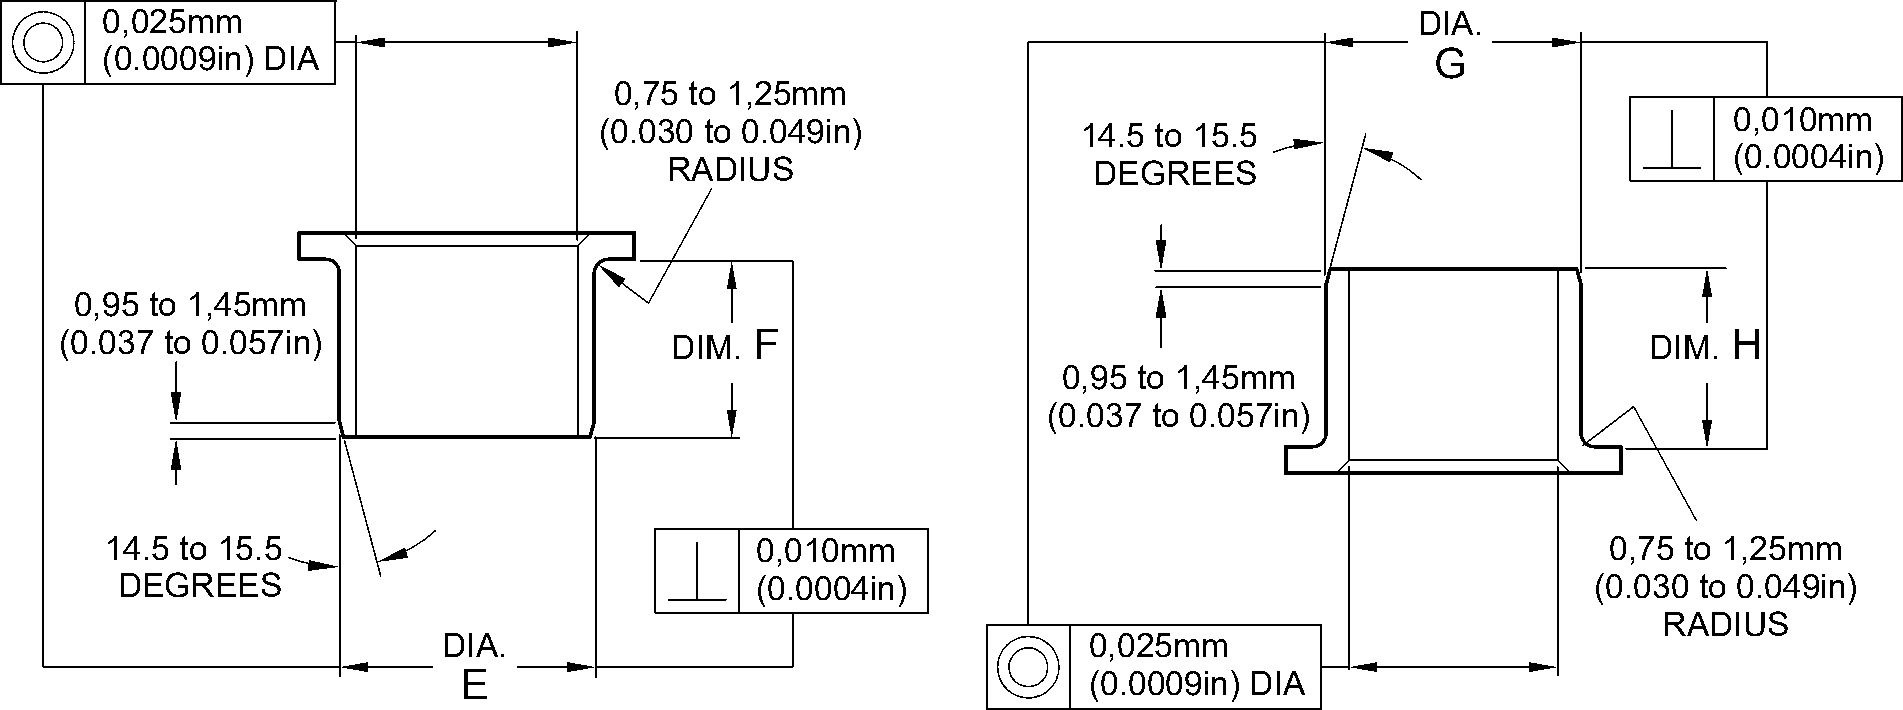 0,025mm
(0.0009in) DIA
0,75 to 1,25mm
(0.030 to 0.049in)
RADIUS
0,95 to 1,45mm
(0.037 to 0.057in)
DIM. F
14.5 to 15.5
DEGREES
0,010mm
(0.0004in)
DIA.
E
DIA.
G
14.5 to 15.5
DEGREES
0,010mm
(0.0004in)
0,95 to 1,45mm
(0.037 to 0.057in)
DIM. H
0,75 to 1,25mm
(0.030 to 0.049in)
RADIUS
0,025mm
(0.0009in) DIA